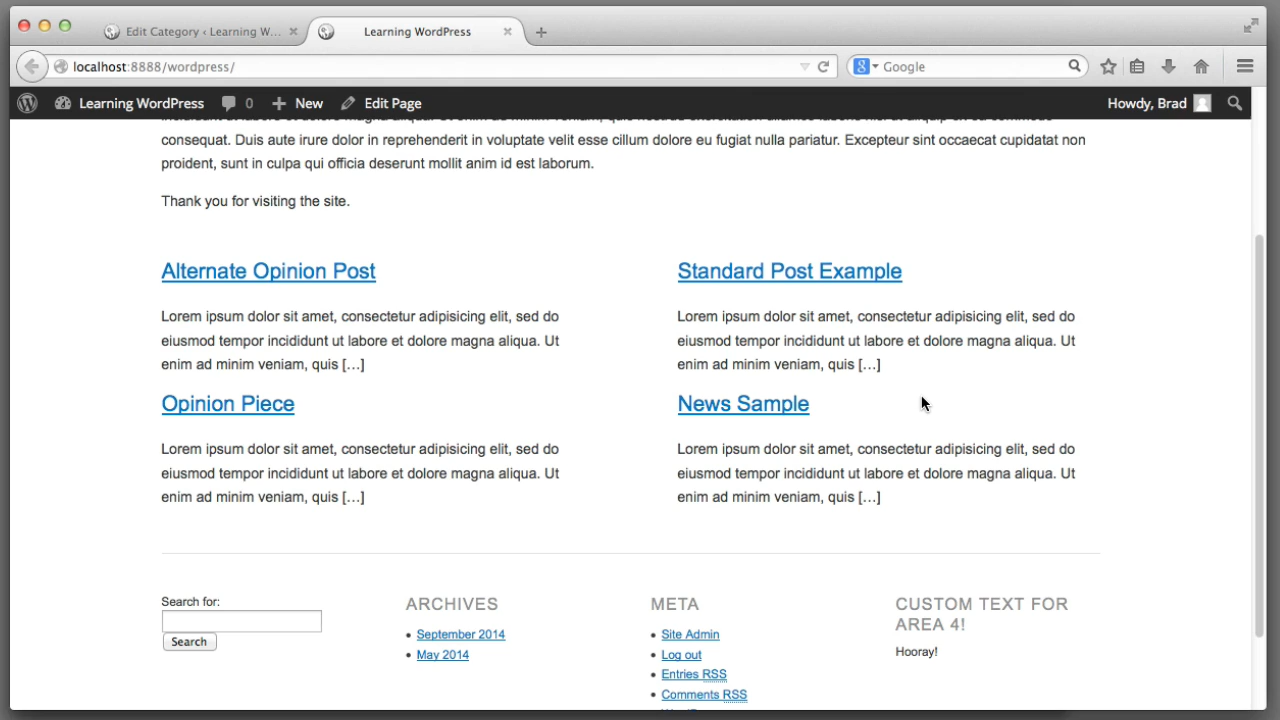 Edit Category ‹ Learning W...
Learning WordPress
localhost:8888/wordpress/
Google
Learning WordPress
0
New
Edit Page
Howdy, Brad
consequat. Duis aute irure dolor in reprehenderit in voluptate velit esse cillum dolore eu fugiat nulla pariatur. Excepteur sint occaecat cupidatat non
proident, sunt in culpa qui officia deserunt mollit anim id est laborum.
Thank you for visiting the site.
Alternate Opinion Post
Lorem ipsum dolor sit amet, consectetur adipisicing elit, sed do
eiusmod tempor incididunt ut labore et dolore magna aliqua. Ut
enim ad minim veniam, quis […]
Standard Post Example
Lorem ipsum dolor sit amet, consectetur adipisicing elit, sed do
eiusmod tempor incididunt ut labore et dolore magna aliqua. Ut
enim ad minim veniam, quis […]
Opinion Piece
Lorem ipsum dolor sit amet, consectetur adipisicing elit, sed do
eiusmod tempor incididunt ut labore et dolore magna aliqua. Ut
enim ad minim veniam, quis […]
News Sample
Lorem ipsum dolor sit amet, consectetur adipisicing elit, sed do
eiusmod tempor incididunt ut labore et dolore magna aliqua. Ut
enim ad minim veniam, quis […]
Search for:
Search
ARCHIVES
• September 2014
• May 2014
META
• Site Admin
• Log out
• Entries RSS
• Comments RSS
CUSTOM TEXT FOR
AREA 4!
Hooray!